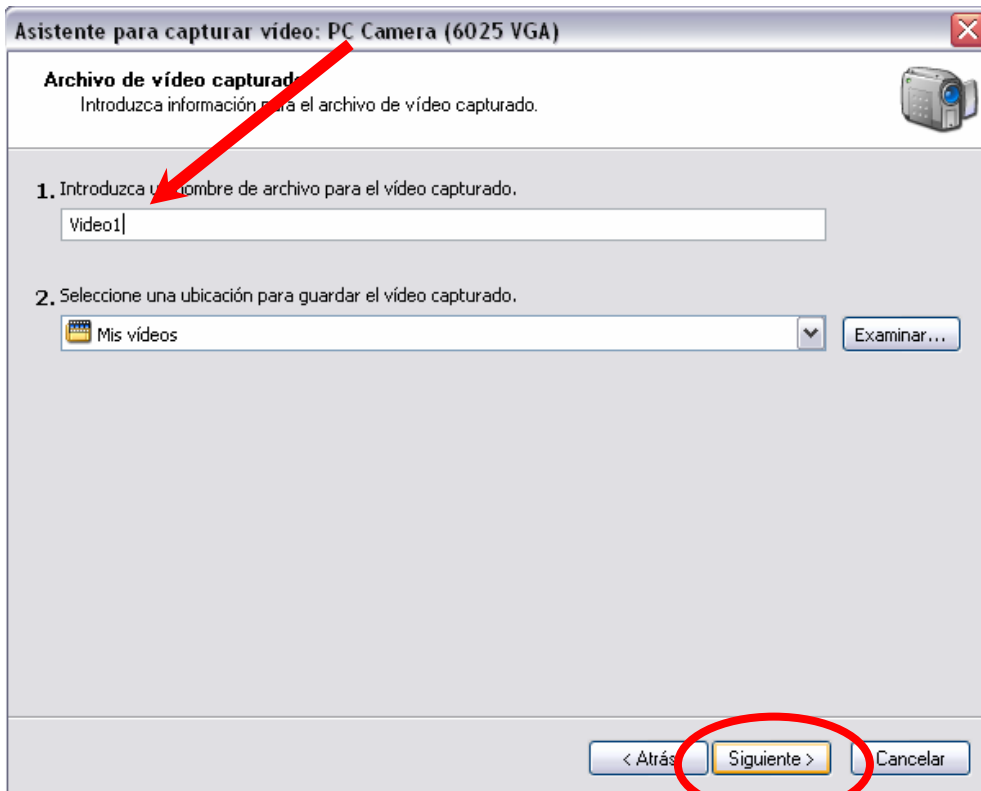 Asistente para capturar vídeo: PC Camera (6025 VGA)
Archivo de vídeo capturado
Introduzca información para el archivo de vídeo capturado.
1. Introduzca un nombre de archivo para el vídeo capturado.
Video1
2. Seleccione una ubicación para guardar el vídeo capturado.
Mis vídeos
Examinar...
< Atrás
Siguiente >
Cancelar